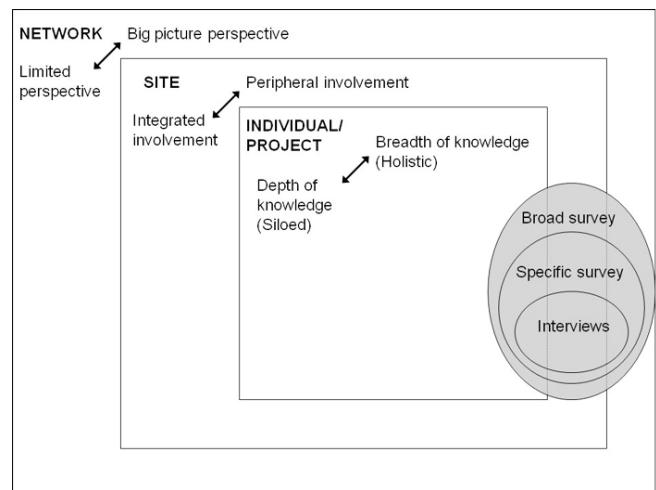 NETWORK
Big picture perspective
Limited
perspective
SITE
Peripheral involvement
Integrated
involvement
INDIVIDUAL/
PROJECT
Breadth of knowledge
(Holistic)
Depth of
knowledge
(Siloed)
Broad survey
Specific survey
Interviews